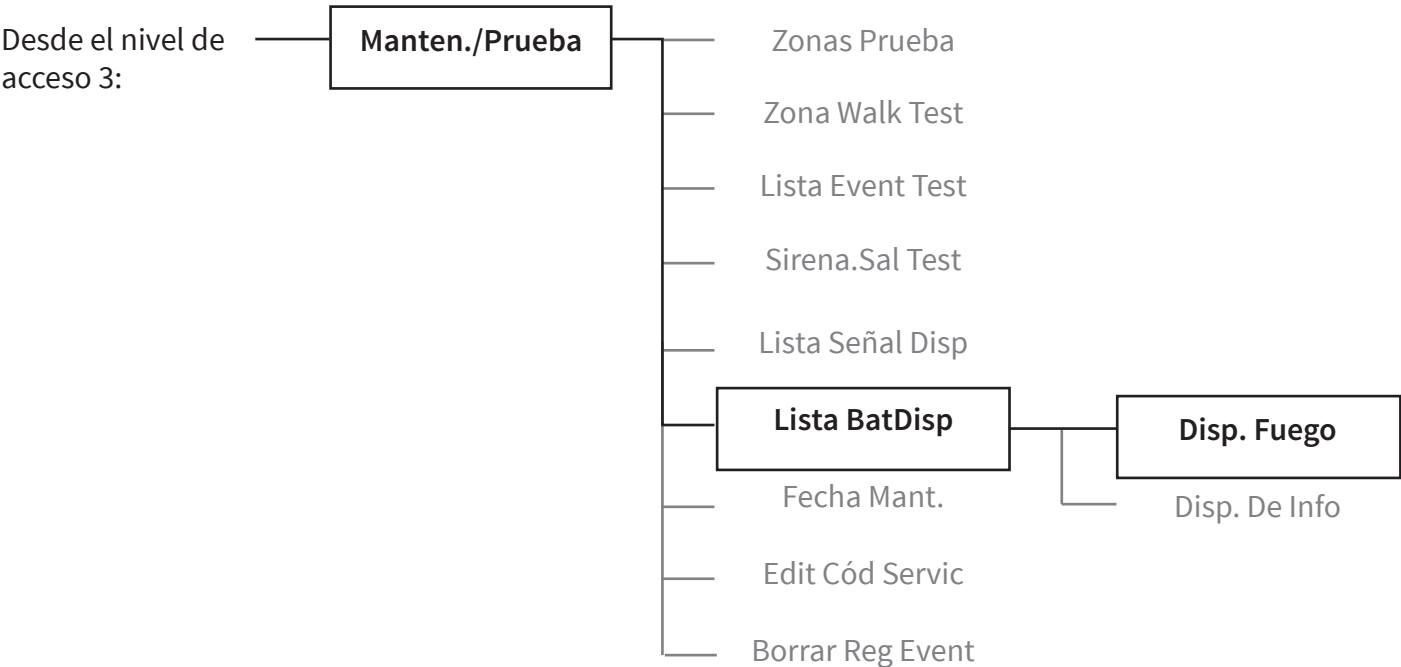 Desde el nivel de
acceso 3:
Manten./Prueba
Zonas Prueba
Zona Walk Test
Lista Event Test
Sirena.Sal Test
Lista Señal Disp
Lista BatDisp
Disp. Fuego
Fecha Mant.
Disp. De Info
Edit Cód Servic
Borrar Reg Event